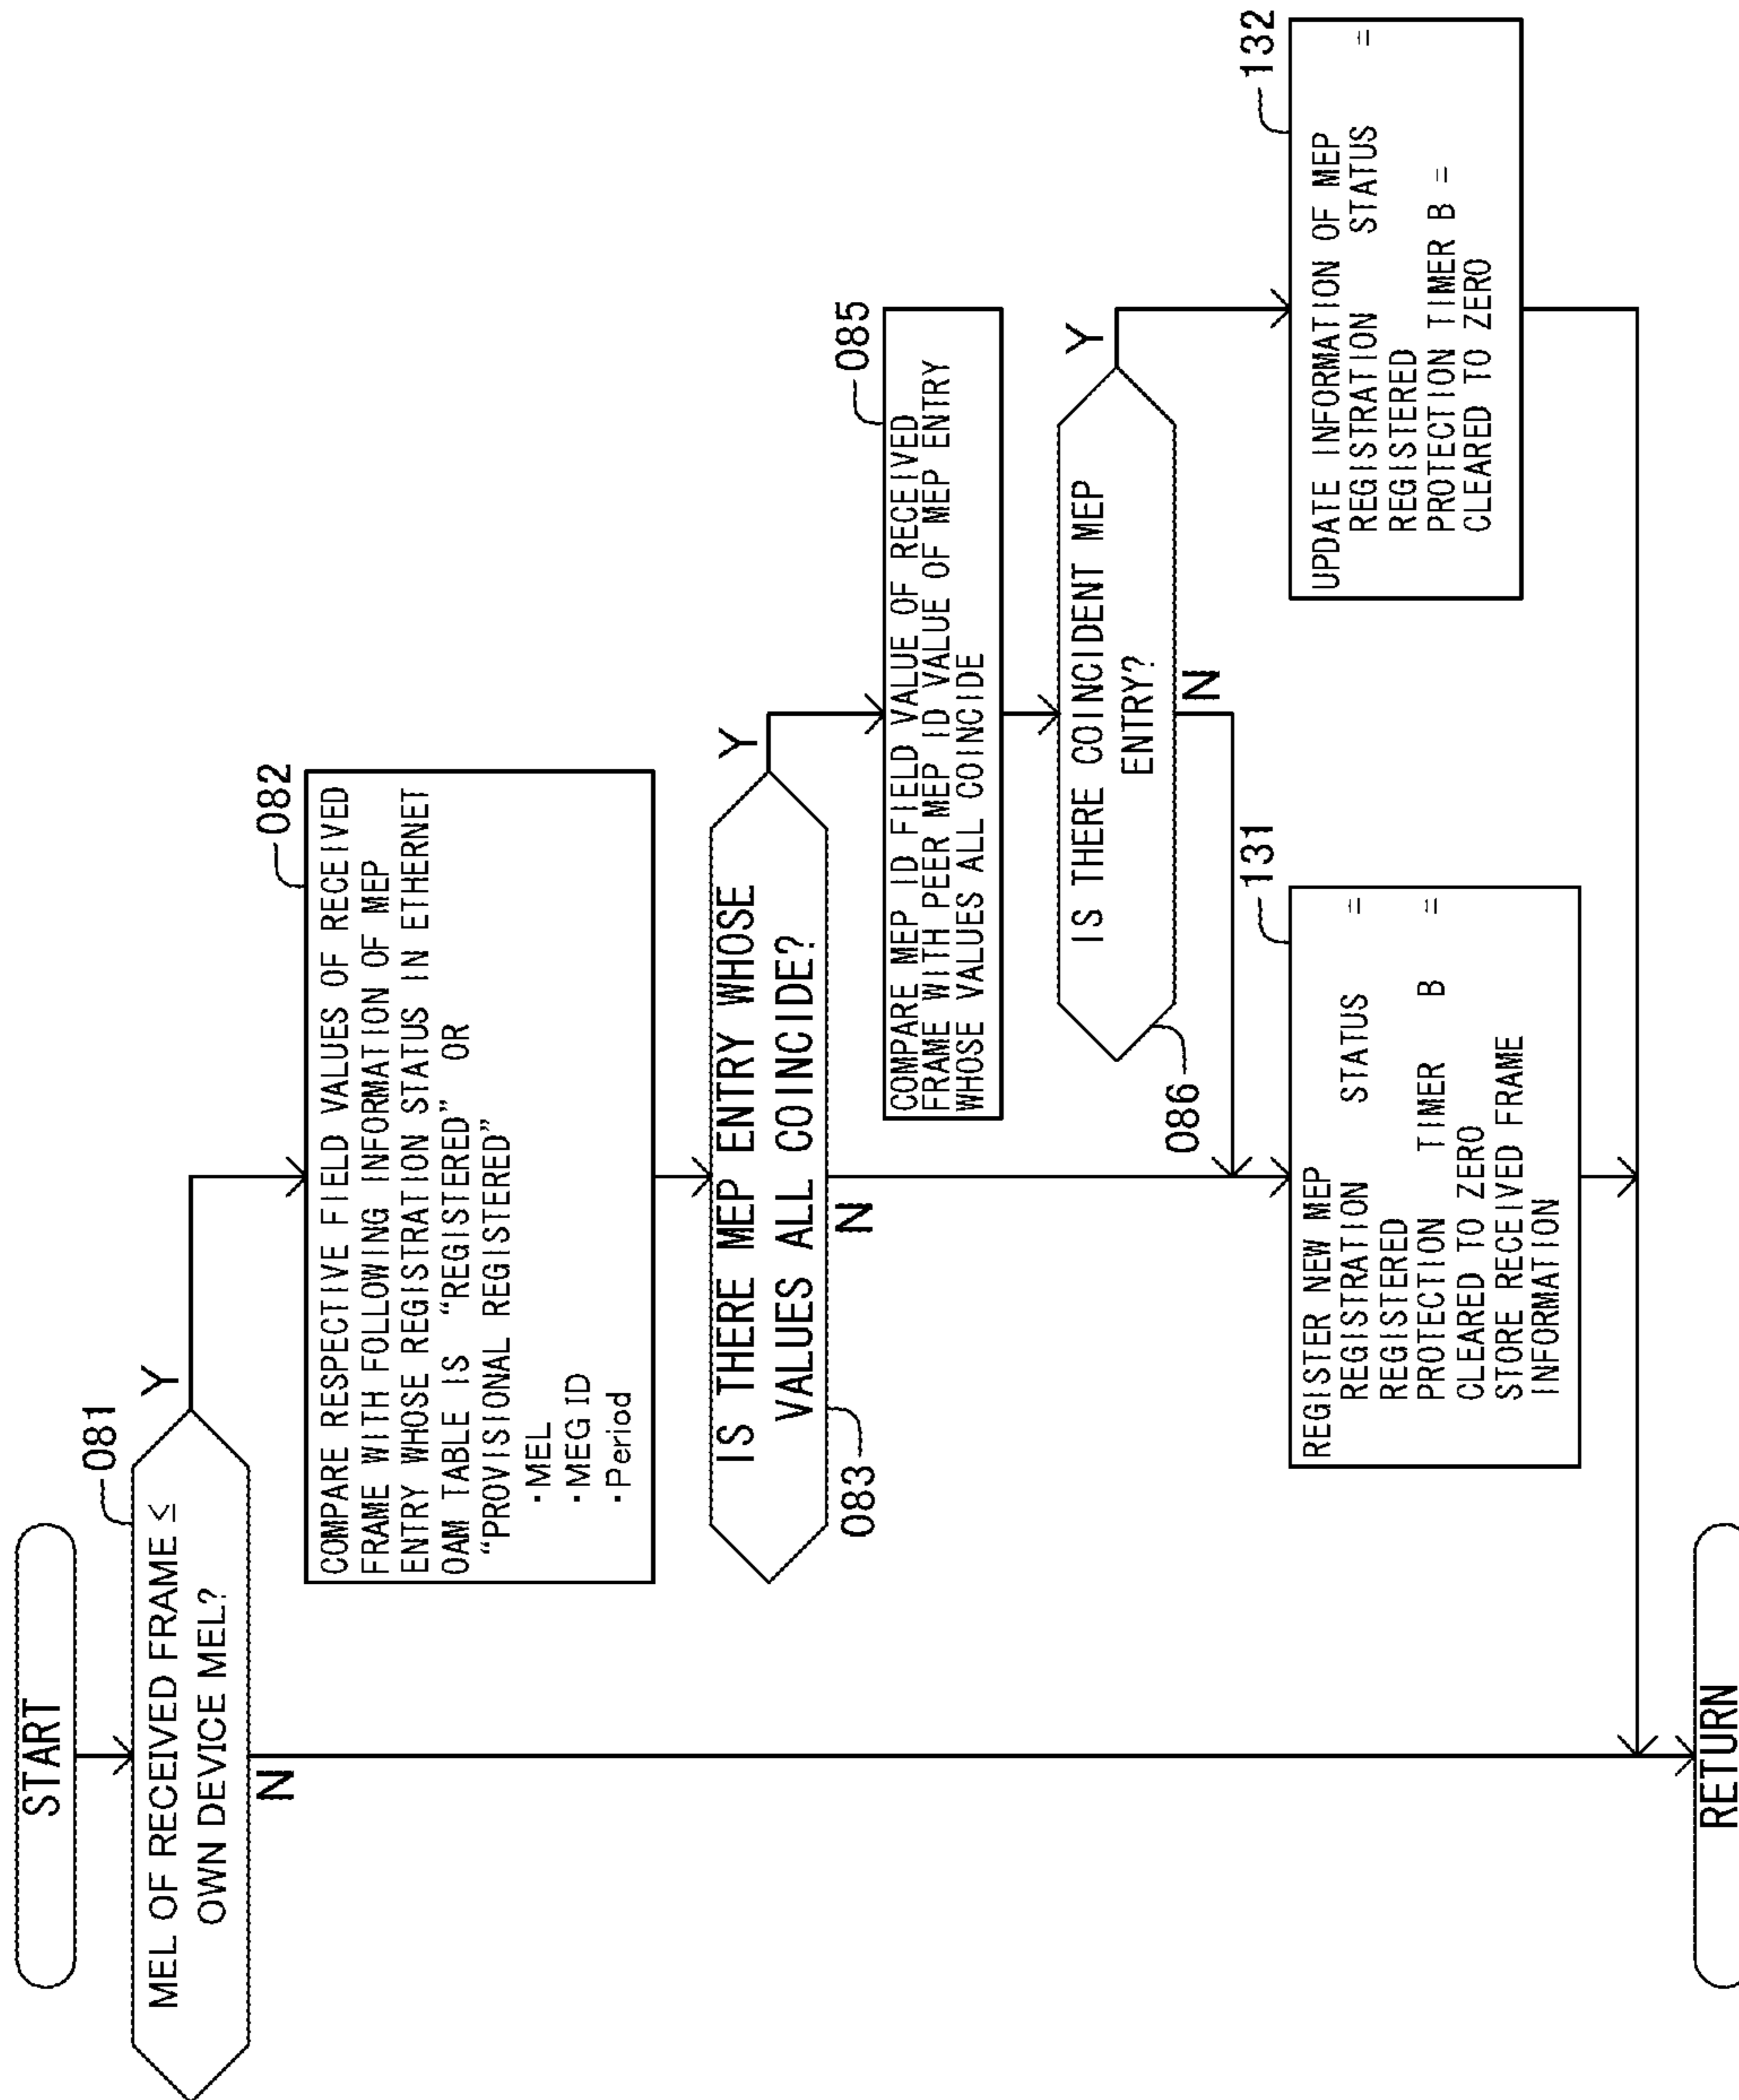 START
081
MEL OF RECEIVED FRAME ≤
OWN DEVICE MEL?
Y
N
082
COMPARE RESPECTIVE FIELD VALUES OF RECEIVED
FRAME WITH FOLLOWING INFORMATION OF MEP
ENTRY WHOSE REGISTRATION STATUS IN ETHERNET
OAM TABLE IS "REGISTERED" OR
"PROVISIONAL REGISTERED"
・MEL
・MEG ID
・Period
IS THERE MEP ENTRY WHOSE
VALUES ALL COINCIDE?
083
Y
N
085
COMPARE MEP ID FIELD VALUE OF RECEIVED
FRAME WITH PEER MEP ID VALUE OF MEP ENTRY
WHOSE VALUES ALL COINCIDE
IS THERE COINCIDENT MEP
ENTRY?
086
Y
N
131
REGISTER NEW MEP
REGISTRATION STATUS =
REGISTERED
PROTECTION TIMER B =
CLEARED TO ZERO
STORE RECEIVED FRAME
INFORMATION
132
UPDATE INFORMATION OF MEP
REGISTRATION STATUS =
REGISTERED
PROTECTION TIMER B =
CLEARED TO ZERO
RETURN